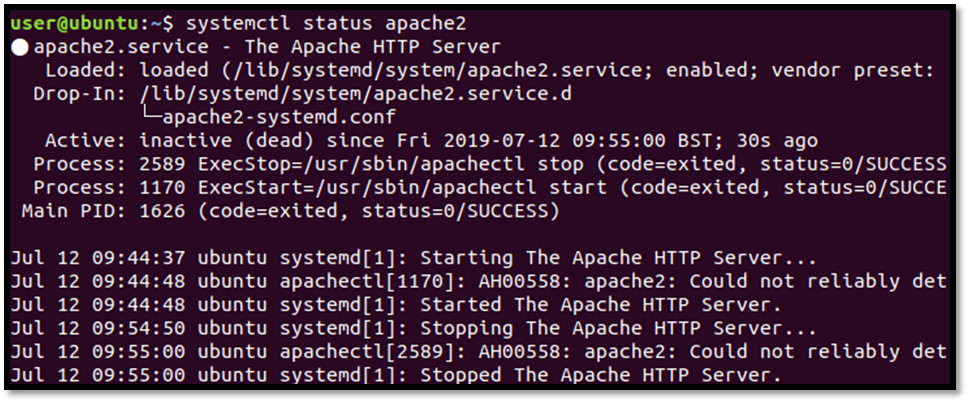 user@ubuntu:~$ systemctl status apache2
● apache2.service - The Apache HTTP Server
   Loaded: loaded (/lib/systemd/system/apache2.service; enabled; vendor preset:
  Drop-In: /lib/systemd/system/apache2.service.d
           └─apache2-systemd.conf
   Active: inactive (dead) since Fri 2019-07-12 09:55:00 BST; 30s ago
  Process: 2589 ExecStop=/usr/sbin/apachectl stop (code=exited, status=0/SUCCESS
  Process: 1170 ExecStart=/usr/sbin/apachectl start (code=exited, status=0/SUCCE
 Main PID: 1626 (code=exited, status=0/SUCCESS)

Jul 12 09:44:37 ubuntu systemd[1]: Starting The Apache HTTP Server...
Jul 12 09:44:48 ubuntu apachectl[1170]: AH00558: apache2: Could not reliably det
Jul 12 09:44:48 ubuntu systemd[1]: Started The Apache HTTP Server.
Jul 12 09:54:50 ubuntu systemd[1]: Stopping The Apache HTTP Server...
Jul 12 09:55:00 ubuntu apachectl[2589]: AH00558: apache2: Could not reliably det
Jul 12 09:55:00 ubuntu systemd[1]: Stopped The Apache HTTP Server.